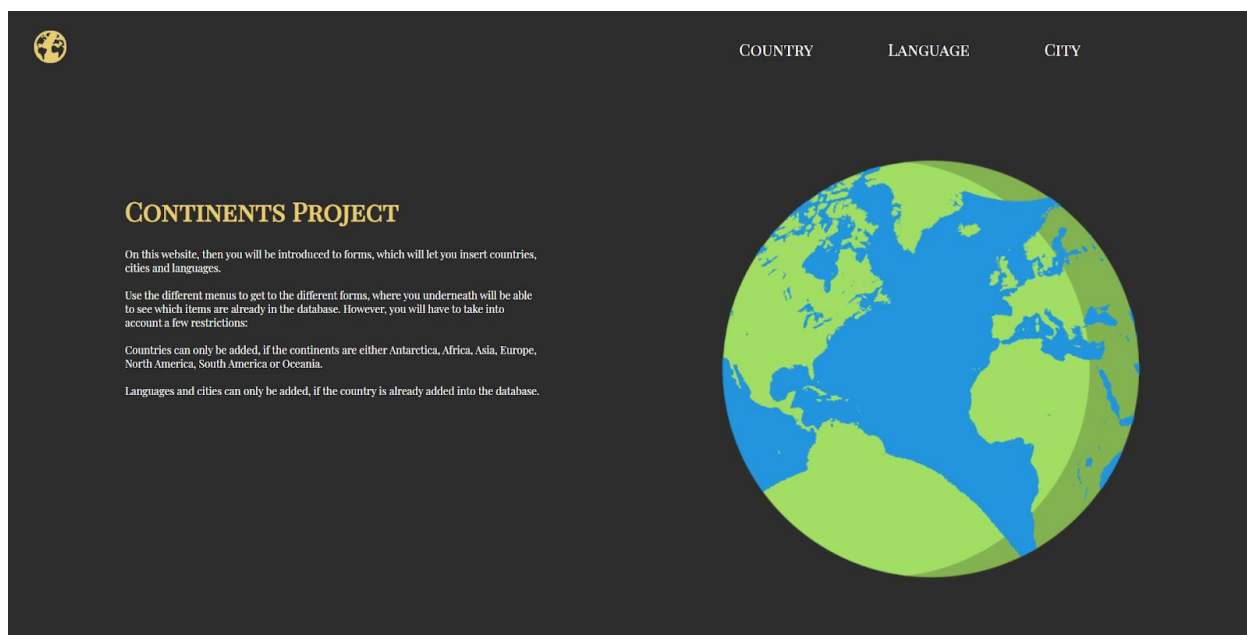 Country Language City
Continents Project
On this website, then you will be introduced to forms, which will let you insert countries,
cities and languages.
Use the different menus to get to the different forms, where you underneath will be able
to see which items are already in the database. However, you will have to take into
account a few restrictions:
Countries can only be added, if the continents are either Antarctica, Africa, Asia, Europe,
North America, South America or Oceania.
Languages and cities can only be added, if the country is already added into the database.